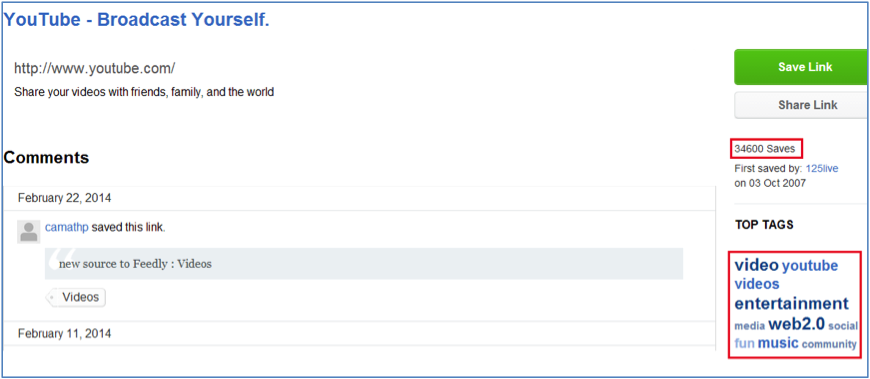 YouTube - Broadcast Yourself.
http://www.youtube.com/
Share your videos with friends, family, and the world
Save Link
Share Link
34600 Saves
First saved by: 125live
on 03 Oct 2007
TOP TAGS
video youtube
videos
entertainment
media web2.0 social
fun music community
Comments
February 22, 2014
camathp saved this link.
new source to Feedly : Videos
Videos
February 11, 2014